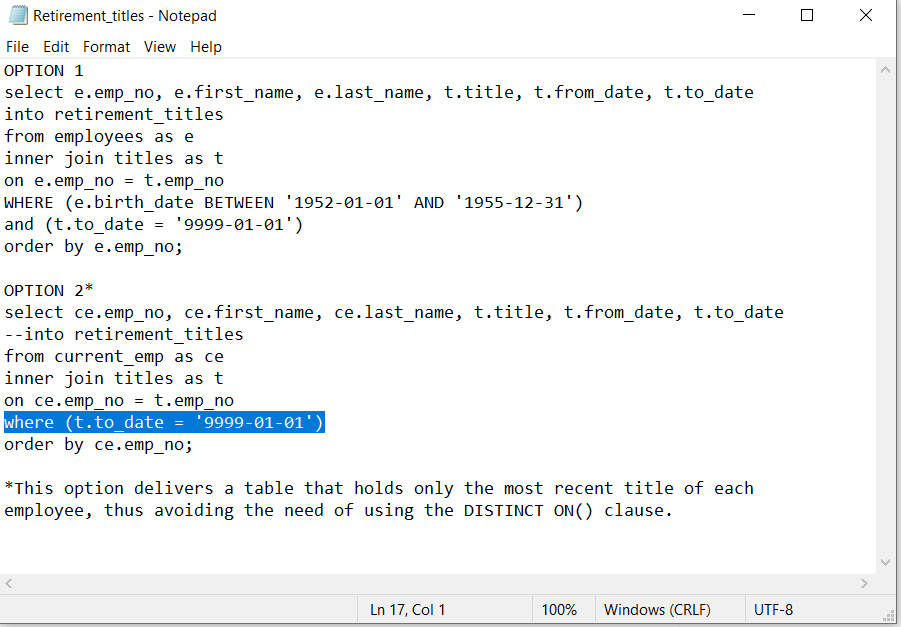 Retirement_titles - Notepad
File Edit Format View Help
OPTION 1
select e.emp_no, e.first_name, e.last_name, t.title, t.from_date, t.to_date
into retirement_titles
from employees as e
inner join titles as t
on e.emp_no = t.emp_no
WHERE (e.birth_date BETWEEN '1952-01-01' AND '1955-12-31')
and (t.to_date = '9999-01-01')
order by e.emp_no;

OPTION 2*
select ce.emp_no, ce.first_name, ce.last_name, t.title, t.from_date, t.to_date
--into retirement_titles
from current_emp as ce
inner join titles as t
on ce.emp_no = t.emp_no
where (t.to_date = '9999-01-01')
order by ce.emp_no;

*This option delivers a table that holds only the most recent title of each
employee, thus avoiding the need of using the DISTINCT ON() clause.
Ln 17, Col 1 100% Windows (CRLF) UTF-8